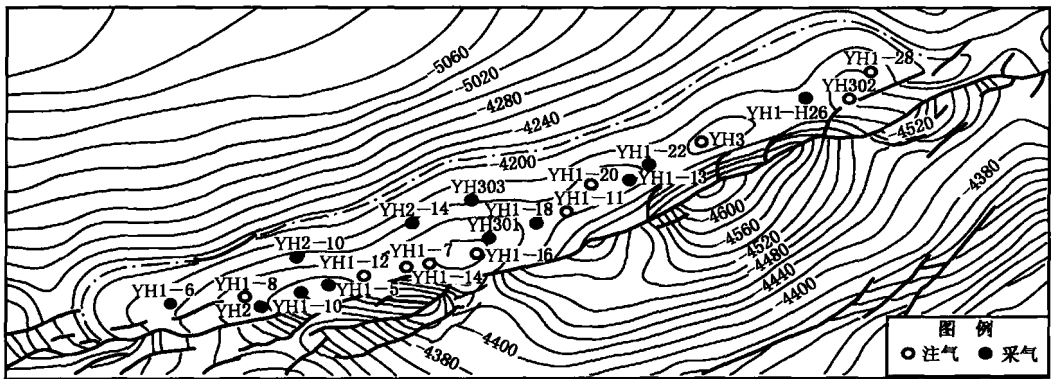 YH1-28
-5060
YH302
-5020
-4280
YH1-H26
-4520
-4240
YH3
YH1-22
-4200
YH1-20
YH1-13
-4380
YH303
YH1-11
YH2-14
YH1-18
YH301
-4600
-4560
YH2-10
YH1-7
-4520
YH1-12
YH1-16
-4480
YH1-14
-4440
YH1-8
YH1-5
-4400
YH1-6
YH2
YH1-10
-4400
-4380
图 例
注气 采气